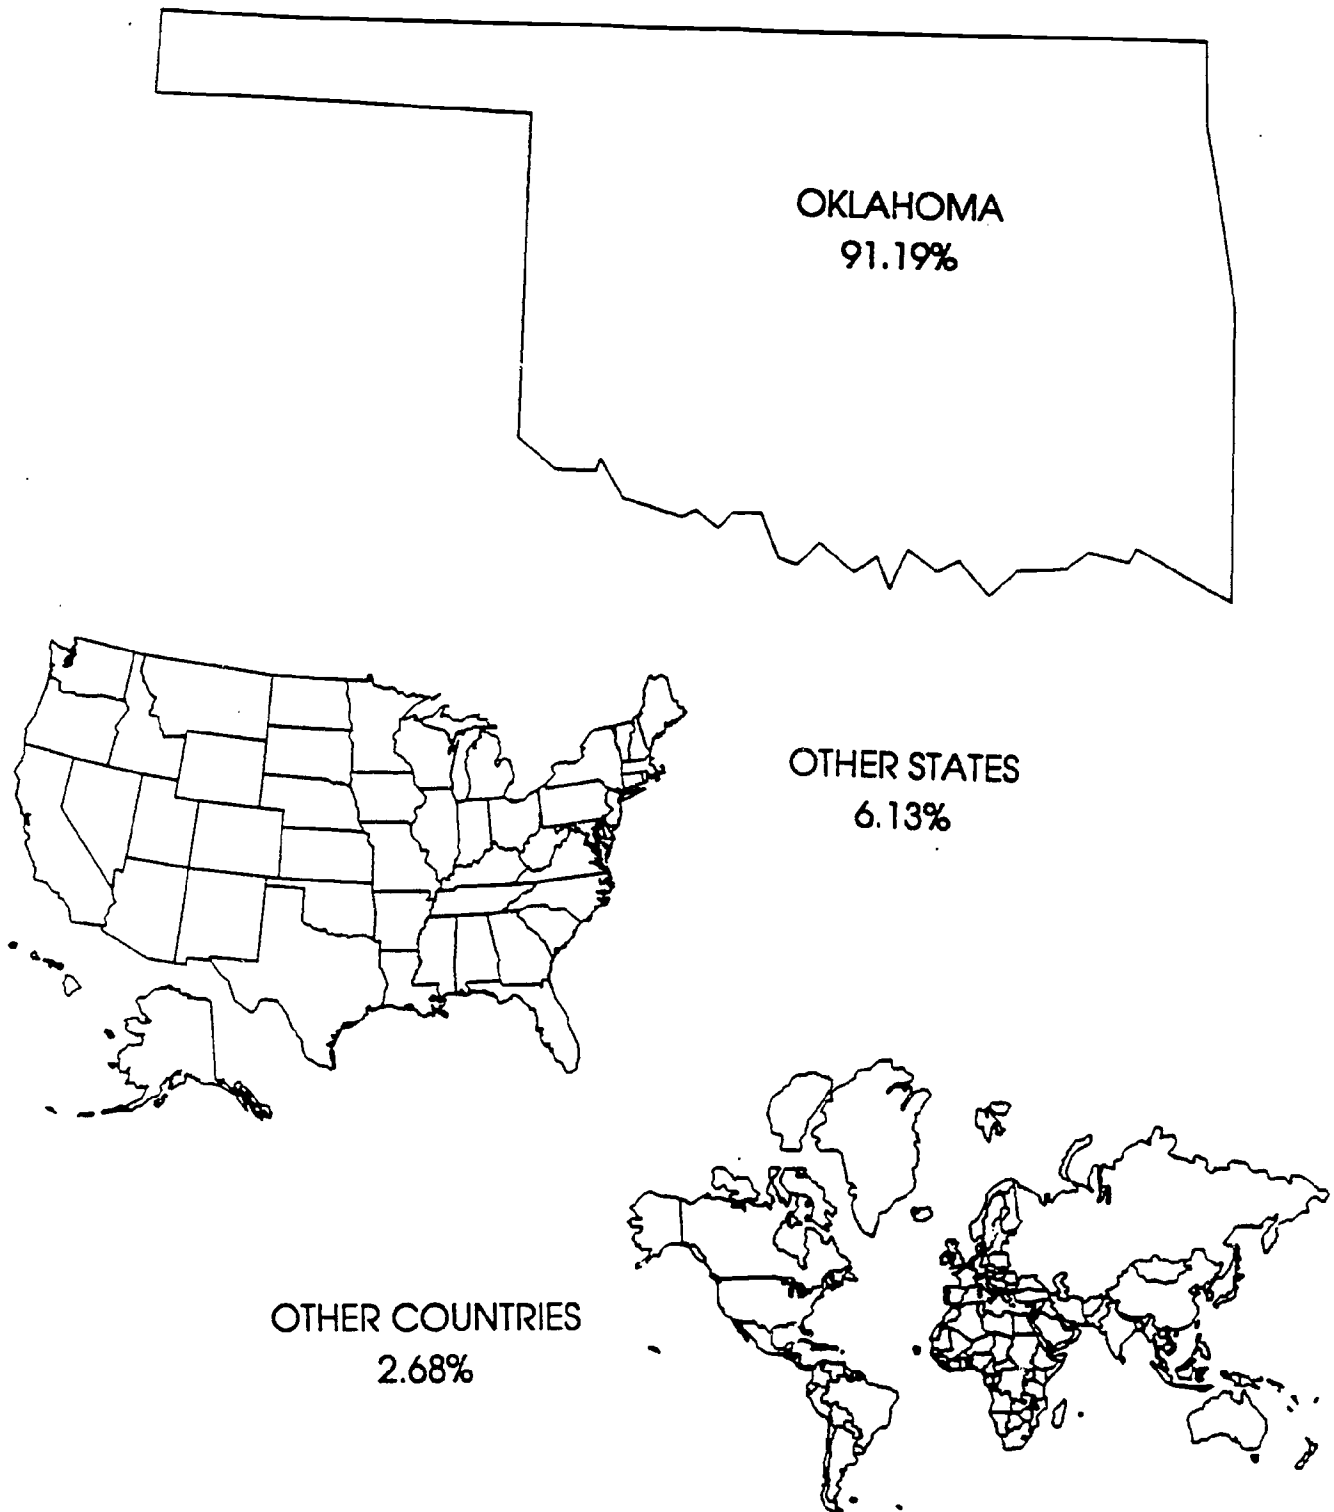 OKLAHOMA
91.19%
OTHER STATES
6.13%
OTHER COUNTRIES
2.68%